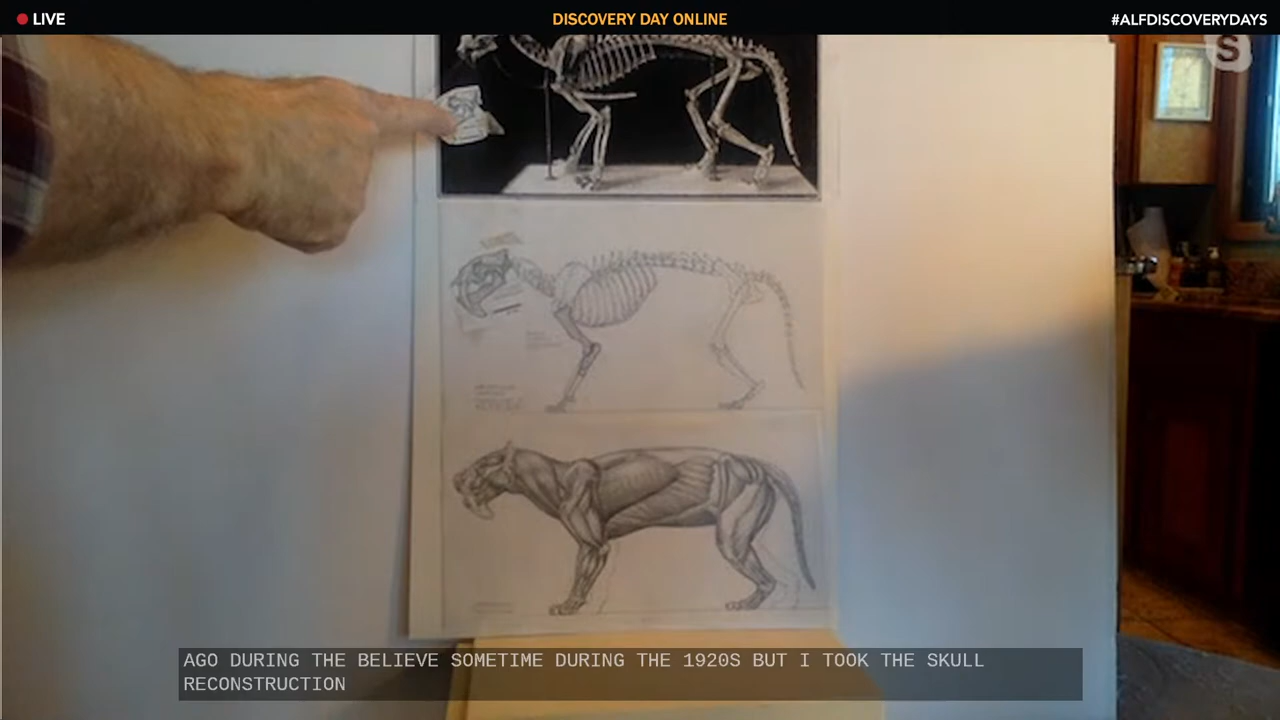 LIVE
DISCOVERY DAY ONLINE
#ALFDISCOVERYDAYS
S
AGO DURING THE BELIEVE SOMETIME DURING THE 1920S BUT I TOOK THE SKULL
RECONSTRUCTION